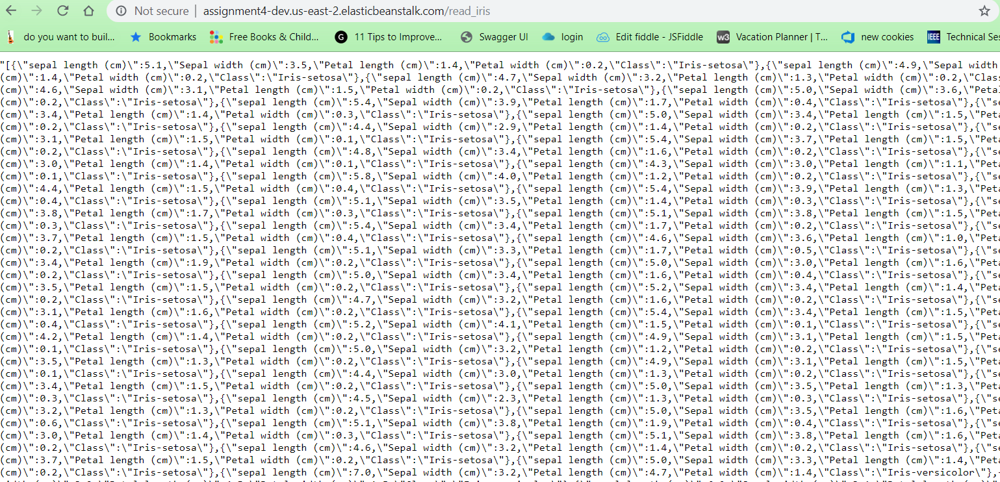 Not secure | assignment4-dev.us-east-2.elasticbeanstalk.com/read_iris
do you want to buil... Bookmarks Free Books & Child... G 11 Tips to Improve... Swagger UI login Edit fiddle - JSFiddle w3 Vacation Planner | T... new cookies IEEE Technical Ses
"[{\"sepal length (cm)\":5.1,\"Sepal width (cm)\":3.5,\"Petal length (cm)\":1.4,\"Petal width (cm)\":0.2,\"Class\":\"Iris-setosa\"},{\"sepal length (cm)\":4.9,\"Sepal width
(cm)\":1.4,\"Petal width (cm)\":0.2,\"Class\":\"Iris-setosa\"},{\"sepal length (cm)\":4.7,\"Sepal width (cm)\":3.2,\"Petal length (cm)\":1.3,\"Petal width (cm)\":0.2,\"Clas
(cm)\":4.6,\"Sepal width (cm)\":3.1,\"Petal length (cm)\":1.5,\"Petal width (cm)\":0.2,\"Class\":\"Iris-setosa\"},{\"sepal length (cm)\":5.0,\"Sepal width (cm)\":3.6,\"Petal
(cm)\":0.2,\"Class\":\"Iris-setosa\"},{\"sepal length (cm)\":5.4,\"Sepal width (cm)\":3.9,\"Petal length (cm)\":1.7,\"Petal width (cm)\":0.4,\"Class\":\"Iris-setosa\"},{\"se
(cm)\":3.4,\"Petal length (cm)\":1.4,\"Petal width (cm)\":0.3,\"Class\":\"Iris-setosa\"},{\"sepal length (cm)\":5.0,\"Sepal width (cm)\":3.4,\"Petal length (cm)\":1.5,\"Peta
(cm)\":0.2,\"Class\":\"Iris-setosa\"},{\"sepal length (cm)\":4.4,\"Sepal width (cm)\":2.9,\"Petal length (cm)\":1.4,\"Petal width (cm)\":0.2,\"Class\":\"Iris-setosa\"},{\"se
(cm)\":3.1,\"Petal length (cm)\":1.5,\"Petal width (cm)\":0.1,\"Class\":\"Iris-setosa\"},{\"sepal length (cm)\":5.4,\"Sepal width (cm)\":3.7,\"Petal length (cm)\":1.5,\"Peta
(cm)\":0.2,\"Class\":\"Iris-setosa\"},{\"sepal length (cm)\":4.8,\"Sepal width (cm)\":3.4,\"Petal length (cm)\":1.6,\"Petal width (cm)\":0.2,\"Class\":\"Iris-setosa\"},{\"se
(cm)\":3.0,\"Petal length (cm)\":1.4,\"Petal width (cm)\":0.1,\"Class\":\"Iris-setosa\"},{\"sepal length (cm)\":4.3,\"Sepal width (cm)\":3.0,\"Petal length (cm)\":1.1,\"Peta
(cm)\":0.1,\"Class\":\"Iris-setosa\"},{\"sepal length (cm)\":5.8,\"Sepal width (cm)\":4.0,\"Petal length (cm)\":1.2,\"Petal width (cm)\":0.2,\"Class\":\"Iris-setosa\"},{\"se
(cm)\":4.4,\"Petal length (cm)\":1.5,\"Petal width (cm)\":0.4,\"Class\":\"Iris-setosa\"},{\"sepal length (cm)\":5.4,\"Sepal width (cm)\":3.9,\"Petal length (cm)\":1.3,\"Peta
(cm)\":0.4,\"Class\":\"Iris-setosa\"},{\"sepal length (cm)\":5.1,\"Sepal width (cm)\":3.5,\"Petal length (cm)\":1.4,\"Petal width (cm)\":0.3,\"Class\":\"Iris-setosa\"},{\"se
(cm)\":3.8,\"Petal length (cm)\":1.7,\"Petal width (cm)\":0.3,\"Class\":\"Iris-setosa\"},{\"sepal length (cm)\":5.1,\"Sepal width (cm)\":3.8,\"Petal length (cm)\":1.5,\"Peta
(cm)\":0.3,\"Class\":\"Iris-setosa\"},{\"sepal length (cm)\":5.4,\"Sepal width (cm)\":3.4,\"Petal length (cm)\":1.7,\"Petal width (cm)\":0.2,\"Class\":\"Iris-setosa\"},{\"se
(cm)\":3.7,\"Petal length (cm)\":1.5,\"Petal width (cm)\":0.4,\"Class\":\"Iris-setosa\"},{\"sepal length (cm)\":4.6,\"Sepal width (cm)\":3.6,\"Petal length (cm)\":1.0,\"Peta
(cm)\":0.2,\"Class\":\"Iris-setosa\"},{\"sepal length (cm)\":5.1,\"Sepal width (cm)\":3.3,\"Petal length (cm)\":1.7,\"Petal width (cm)\":0.5,\"Class\":\"Iris-setosa\"},{\"se
(cm)\":3.4,\"Petal length (cm)\":1.9,\"Petal width (cm)\":0.2,\"Class\":\"Iris-setosa\"},{\"sepal length (cm)\":5.0,\"Sepal width (cm)\":3.0,\"Petal length (cm)\":1.6,\"Peta
(cm)\":0.2,\"Class\":\"Iris-setosa\"},{\"sepal length (cm)\":5.0,\"Sepal width (cm)\":3.4,\"Petal length (cm)\":1.6,\"Petal width (cm)\":0.4,\"Class\":\"Iris-setosa\"},{\"se
(cm)\":3.5,\"Petal length (cm)\":1.5,\"Petal width (cm)\":0.2,\"Class\":\"Iris-setosa\"},{\"sepal length (cm)\":5.2,\"Sepal width (cm)\":3.4,\"Petal length (cm)\":1.4,\"Peta
(cm)\":0.2,\"Class\":\"Iris-setosa\"},{\"sepal length (cm)\":4.7,\"Sepal width (cm)\":3.2,\"Petal length (cm)\":1.6,\"Petal width (cm)\":0.2,\"Class\":\"Iris-setosa\"},{\"se
(cm)\":3.1,\"Petal length (cm)\":1.6,\"Petal width (cm)\":0.2,\"Class\":\"Iris-setosa\"},{\"sepal length (cm)\":5.4,\"Sepal width (cm)\":3.4,\"Petal length (cm)\":1.5,\"Peta
(cm)\":0.4,\"Class\":\"Iris-setosa\"},{\"sepal length (cm)\":5.2,\"Sepal width (cm)\":4.1,\"Petal length (cm)\":1.5,\"Petal width (cm)\":0.1,\"Class\":\"Iris-setosa\"},{\"se
(cm)\":4.2,\"Petal length (cm)\":1.4,\"Petal width (cm)\":0.2,\"Class\":\"Iris-setosa\"},{\"sepal length (cm)\":4.9,\"Sepal width (cm)\":3.1,\"Petal length (cm)\":1.5,\"Peta
(cm)\":0.1,\"Class\":\"Iris-setosa\"},{\"sepal length (cm)\":5.0,\"Sepal width (cm)\":3.2,\"Petal length (cm)\":1.2,\"Petal width (cm)\":0.2,\"Class\":\"Iris-setosa\"},{\"se
(cm)\":3.5,\"Petal length (cm)\":1.3,\"Petal width (cm)\":0.2,\"Class\":\"Iris-setosa\"},{\"sepal length (cm)\":4.9,\"Sepal width (cm)\":3.1,\"Petal length (cm)\":1.5,\"Peta
(cm)\":0.1,\"Class\":\"Iris-setosa\"},{\"sepal length (cm)\":4.4,\"Sepal width (cm)\":3.0,\"Petal length (cm)\":1.3,\"Petal width (cm)\":0.2,\"Class\":\"Iris-setosa\"},{\"se
(cm)\":3.4,\"Petal length (cm)\":1.5,\"Petal width (cm)\":0.2,\"Class\":\"Iris-setosa\"},{\"sepal length (cm)\":5.0,\"Sepal width (cm)\":3.5,\"Petal length (cm)\":1.3,\"Peta
(cm)\":0.3,\"Class\":\"Iris-setosa\"},{\"sepal length (cm)\":4.5,\"Sepal width (cm)\":2.3,\"Petal length (cm)\":1.3,\"Petal width (cm)\":0.3,\"Class\":\"Iris-setosa\"},{\"se
(cm)\":3.2,\"Petal length (cm)\":1.3,\"Petal width (cm)\":0.2,\"Class\":\"Iris-setosa\"},{\"sepal length (cm)\":5.0,\"Sepal width (cm)\":3.5,\"Petal length (cm)\":1.6,\"Peta
(cm)\":0.6,\"Class\":\"Iris-setosa\"},{\"sepal length (cm)\":5.1,\"Sepal width (cm)\":3.8,\"Petal length (cm)\":1.9,\"Petal width (cm)\":0.4,\"Class\":\"Iris-setosa\"},{\"se
(cm)\":3.0,\"Petal length (cm)\":1.4,\"Petal width (cm)\":0.3,\"Class\":\"Iris-setosa\"},{\"sepal length (cm)\":5.1,\"Sepal width (cm)\":3.8,\"Petal length (cm)\":1.6,\"Peta
(cm)\":0.2,\"Class\":\"Iris-setosa\"},{\"sepal length (cm)\":4.6,\"Sepal width (cm)\":3.2,\"Petal length (cm)\":1.4,\"Petal width (cm)\":0.2,\"Class\":\"Iris-setosa\"},{\"se
(cm)\":3.7,\"Petal length (cm)\":1.5,\"Petal width (cm)\":0.2,\"Class\":\"Iris-setosa\"},{\"sepal length (cm)\":5.0,\"Sepal width (cm)\":3.3,\"Petal length (cm)\":1.4,\"Peta
(cm)\":0.2,\"Class\":\"Iris-setosa\"},{\"sepal length (cm)\":7.0,\"Sepal width (cm)\":3.2,\"Petal length (cm)\":4.7,\"Petal width (cm)\":1.4,\"Class\":\"Iris-versicolor\"},